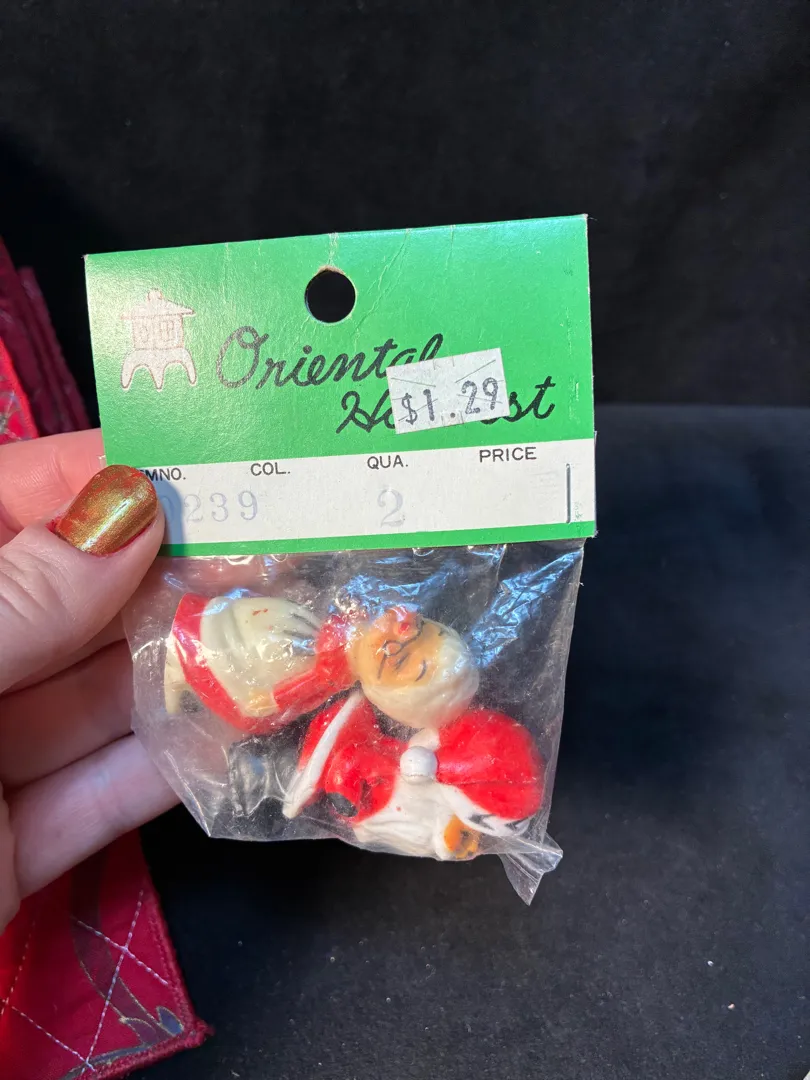 Oriental
$1.29
MNO. COL. QUA. PRICE
239 2